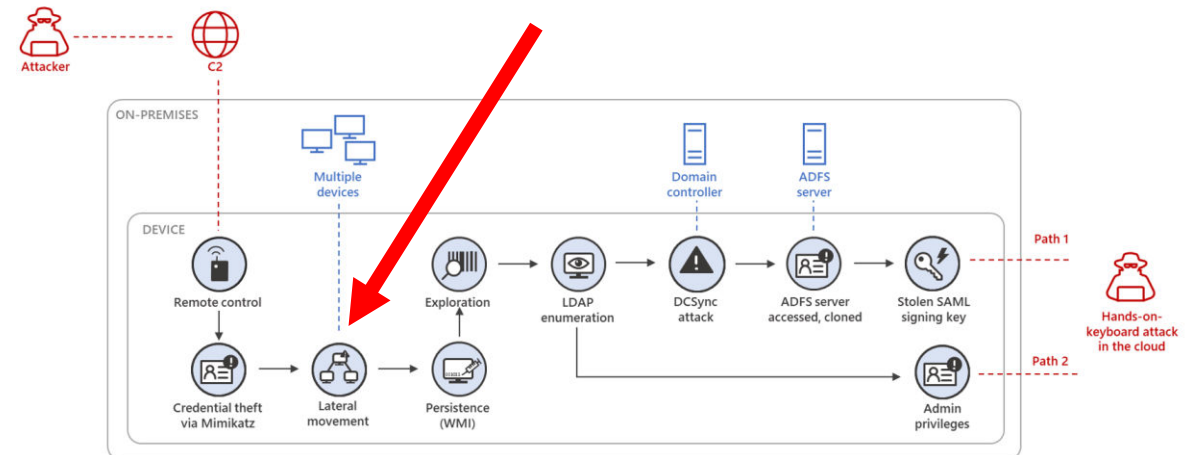 Attacker
C2
ON-PREMISES
Multiple
devices
Domain
controller
ADFS
server
DEVICE
Remote control
Exploration
LDAP
enumeration
DCSync
attack
ADFS server
accessed, cloned
Stolen SAML
signing key
Path 1
Hands-on-
keyboard attack
in the cloud
Path 2
Credential theft
via Mimikatz
Lateral
movement
Persistence
(WMI)
Admin
privileges